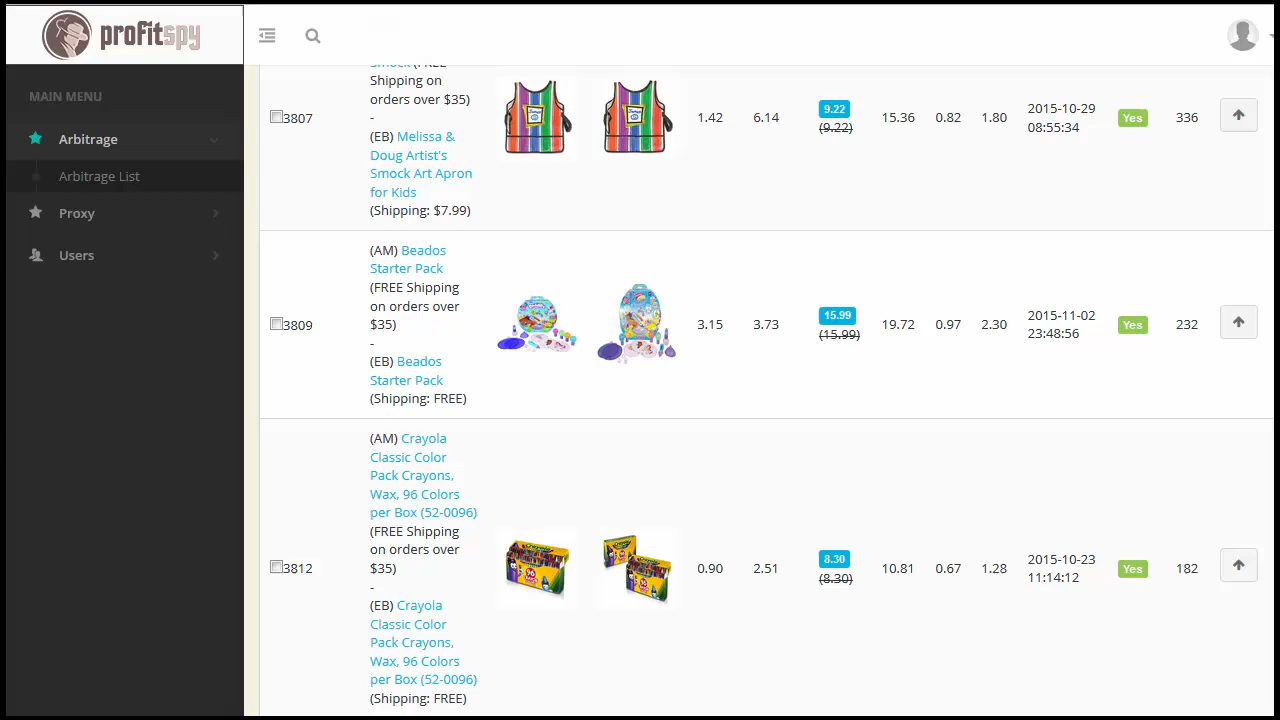 profitspy
MAIN MENU
Arbitrage
Arbitrage List
Proxy
Users
Smock (FREE
Shipping on
orders over $35)
-
(EB) Melissa &
Doug Artist's
Smock Art Apron
for Kids
(Shipping: $7.99)
3807
1.42
6.14
9.22
(9.22)
15.36
0.82
1.80
2015-10-29
08:55:34
Yes
336
(AM) Beados
Starter Pack
(FREE Shipping
on orders over
$35)
-
(EB) Beados
Starter Pack
(Shipping: FREE)
3809
3.15
3.73
15.99
(15.99)
19.72
0.97
2.30
2015-11-02
23:48:56
Yes
232
(AM) Crayola
Classic Color
Pack Crayons,
Wax, 96 Colors
per Box (52-0096)
(FREE Shipping
on orders over
$35)
-
(EB) Crayola
Classic Color
Pack Crayons,
Wax, 96 Colors
per Box (52-0096)
(Shipping: FREE)
3812
96
0.90
2.51
8.30
(8.30)
10.81
0.67
1.28
2015-10-23
11:14:12
Yes
182